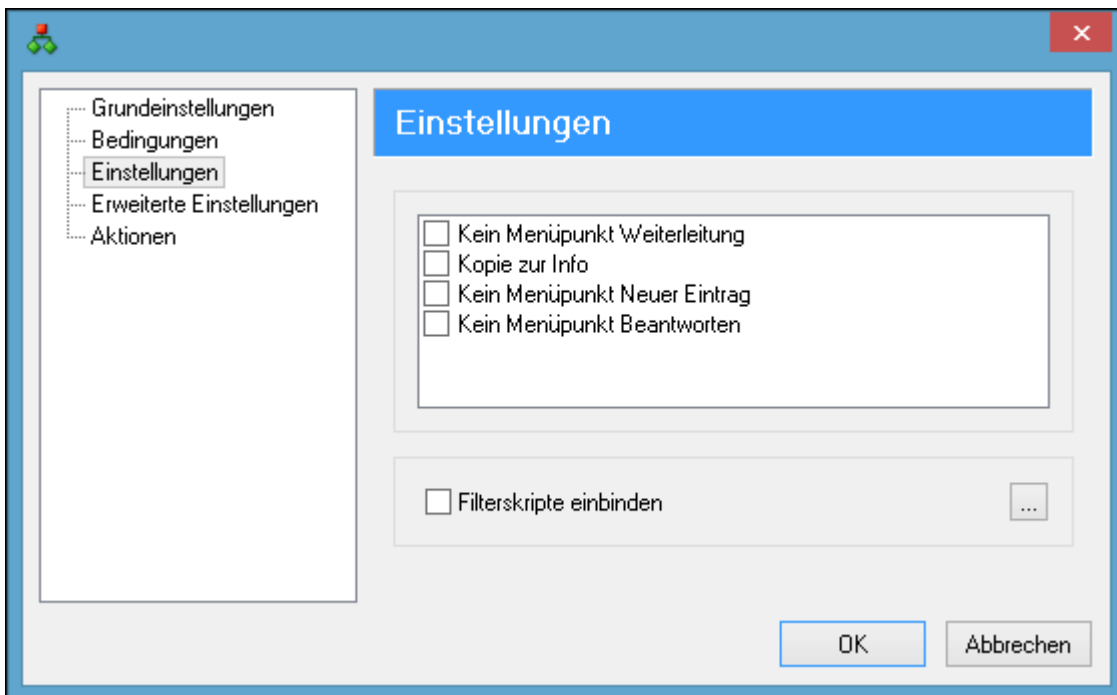 Grundeinstellungen
Bedingungen
Einstellungen
Erweiterte Einstellungen
Aktionen
Einstellungen
Kein Menüpunkt Weiterleitung
Kopie zur Info
Kein Menüpunkt Neuer Eintrag
Kein Menüpunkt Beantworten
Filterskripte einbinden
...
OK
Abbrechen